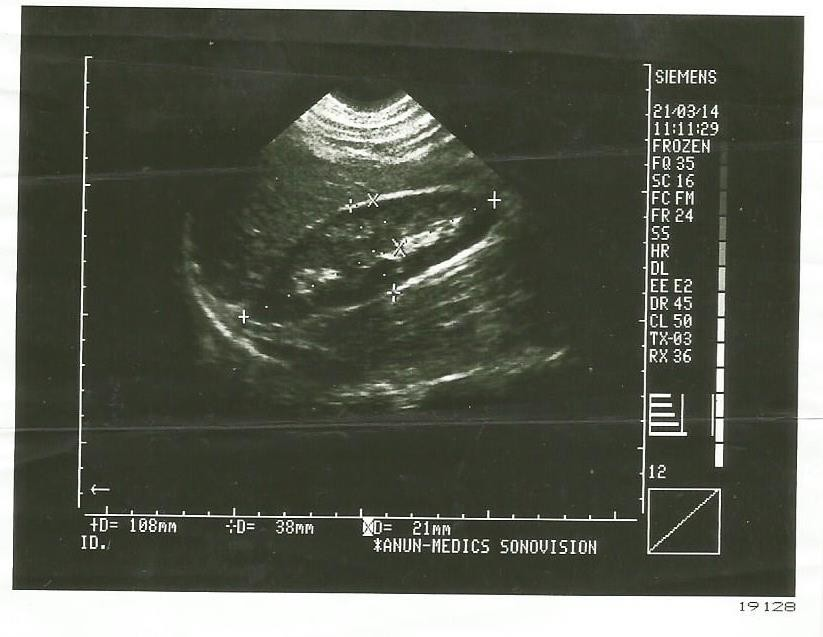 SIEMENS
21/03/14
11:11:29
FROZEN
FQ 35
SC 16
FC FM
FR 24
SS
HR
DL
EE E2
DR 45
CL 50
TX-03
RX 36
12
←
+D= 108mm ÷D= 38mm XD= 21mm
ID.
*ANUN-MEDICS SONOVISION
19128